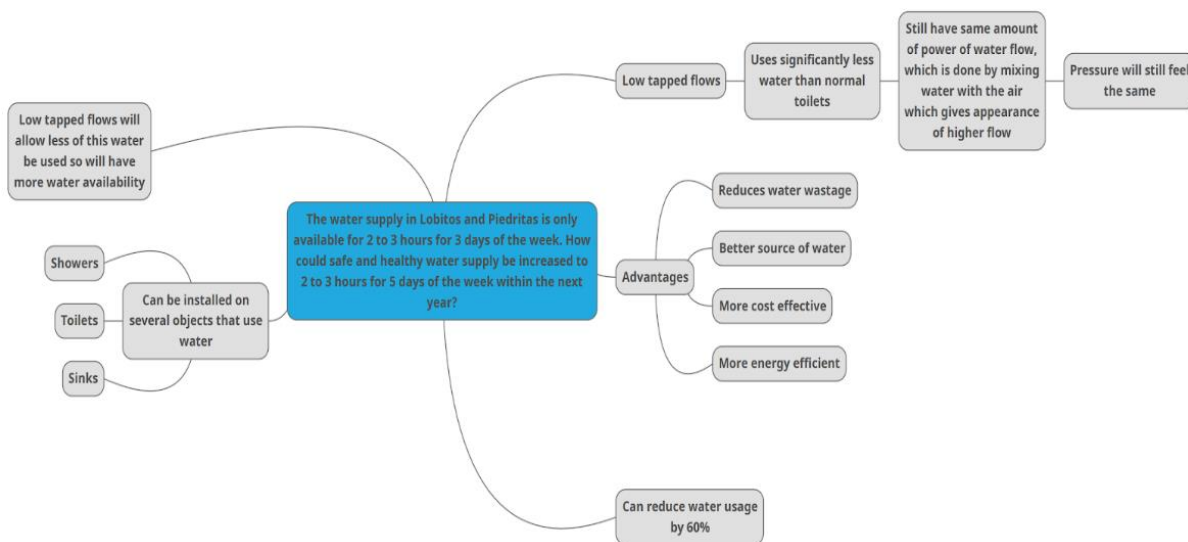 The water supply in Lobitos and Piedritas is only
available for 2 to 3 hours for 3 days of the week. How
could safe and healthy water supply be increased to
2 to 3 hours for 5 days of the week within the next
year?
Low tapped flows
Uses significantly less
water than normal
toilets
Still have same amount
of power of water flow,
which is done by mixing
water with the air
which gives appearance
of higher flow
Pressure will still feel
the same
Advantages
Reduces water wastage
Better source of water
More cost effective
More energy efficient
Can reduce water usage
by 60%
Low tapped flows will
allow less of this water
be used so will have
more water availability
Can be installed on
several objects that use
water
Showers
Toilets
Sinks